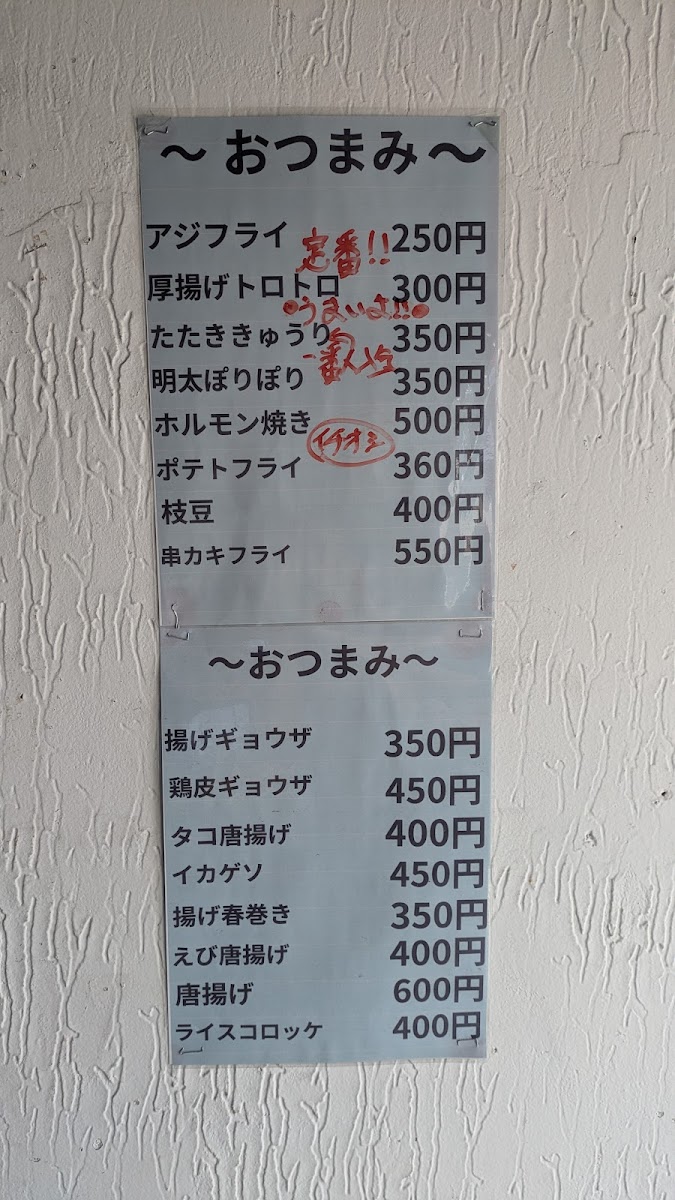 ～おつまみ～
アジフライ 定番!! 250円
厚揚げトロトロ 300円
•うまいよ!!•
たたききゅうり 350円
一番人気
明太ぽりぽり 350円
ホルモン焼き 500円
イチオシ
ポテトフライ 360円
枝豆 400円
串カキフライ 550円
～おつまみ～
揚げギョウザ 350円
鶏皮ギョウザ 450円
タコ唐揚げ 400円
イカゲソ 450円
揚げ春巻き 350円
えび唐揚げ 400円
唐揚げ 600円
ライスコロッケ 400円